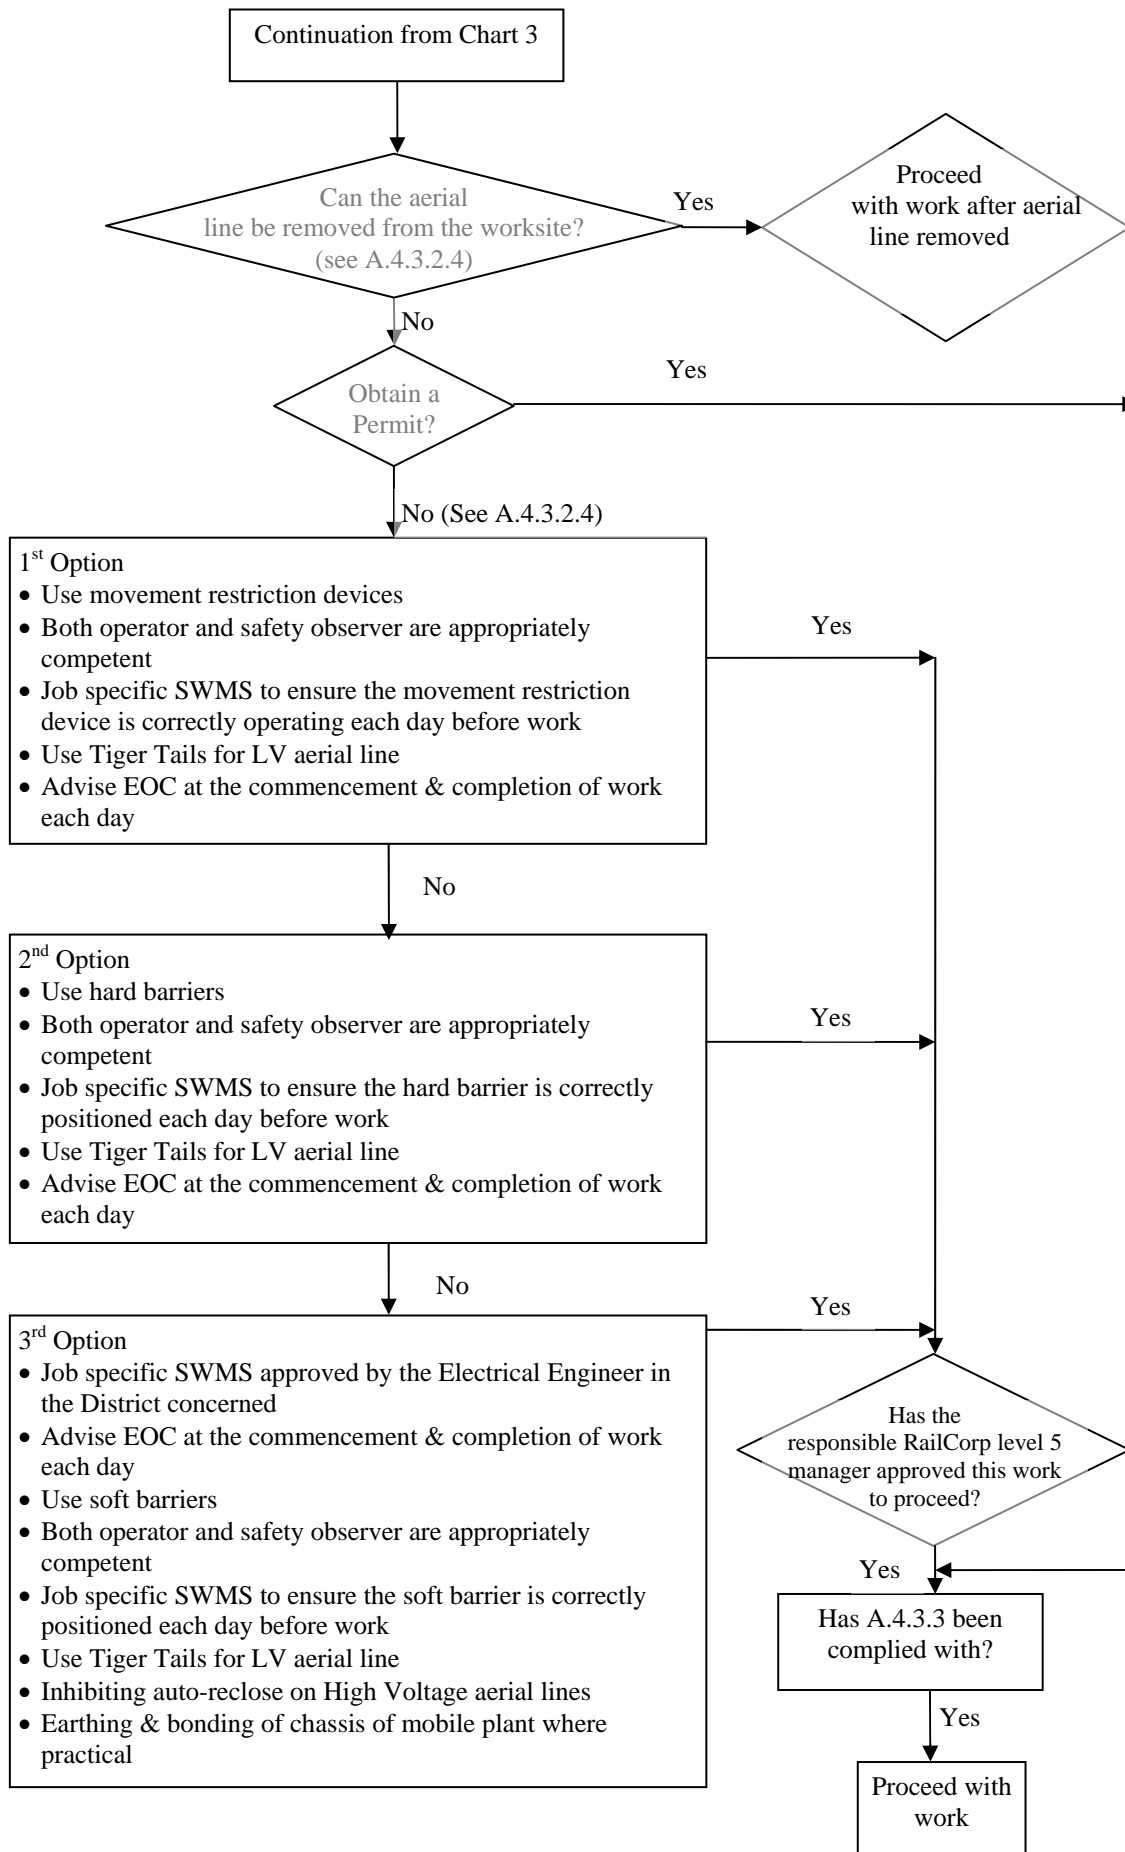 Continuation from Chart 3
Can the aerial
line be removed from the worksite?
(see A.4.3.2.4)
Yes
Proceed
with work after aerial
line removed
No
Obtain a
Permit?
Yes
No (See A.4.3.2.4)
1st Option
• Use movement restriction devices
• Both operator and safety observer are appropriately
competent
• Job specific SWMS to ensure the movement restriction
device is correctly operating each day before work
• Use Tiger Tails for LV aerial line
• Advise EOC at the commencement & completion of work
each day
Yes
No
2nd Option
• Use hard barriers
• Both operator and safety observer are appropriately
competent
• Job specific SWMS to ensure the hard barrier is correctly
positioned each day before work
• Use Tiger Tails for LV aerial line
• Advise EOC at the commencement & completion of work
each day
Yes
No
3rd Option
• Job specific SWMS approved by the Electrical Engineer in
the District concerned
• Advise EOC at the commencement & completion of work
each day
• Use soft barriers
• Both operator and safety observer are appropriately
competent
• Job specific SWMS to ensure the soft barrier is correctly
positioned each day before work
• Use Tiger Tails for LV aerial line
• Inhibiting auto-reclose on High Voltage aerial lines
• Earthing & bonding of chassis of mobile plant where
practical
Yes
Has the
responsible RailCorp level 5
manager approved this work
to proceed?
Yes
Has A.4.3.3 been
complied with?
Yes
Proceed with
work